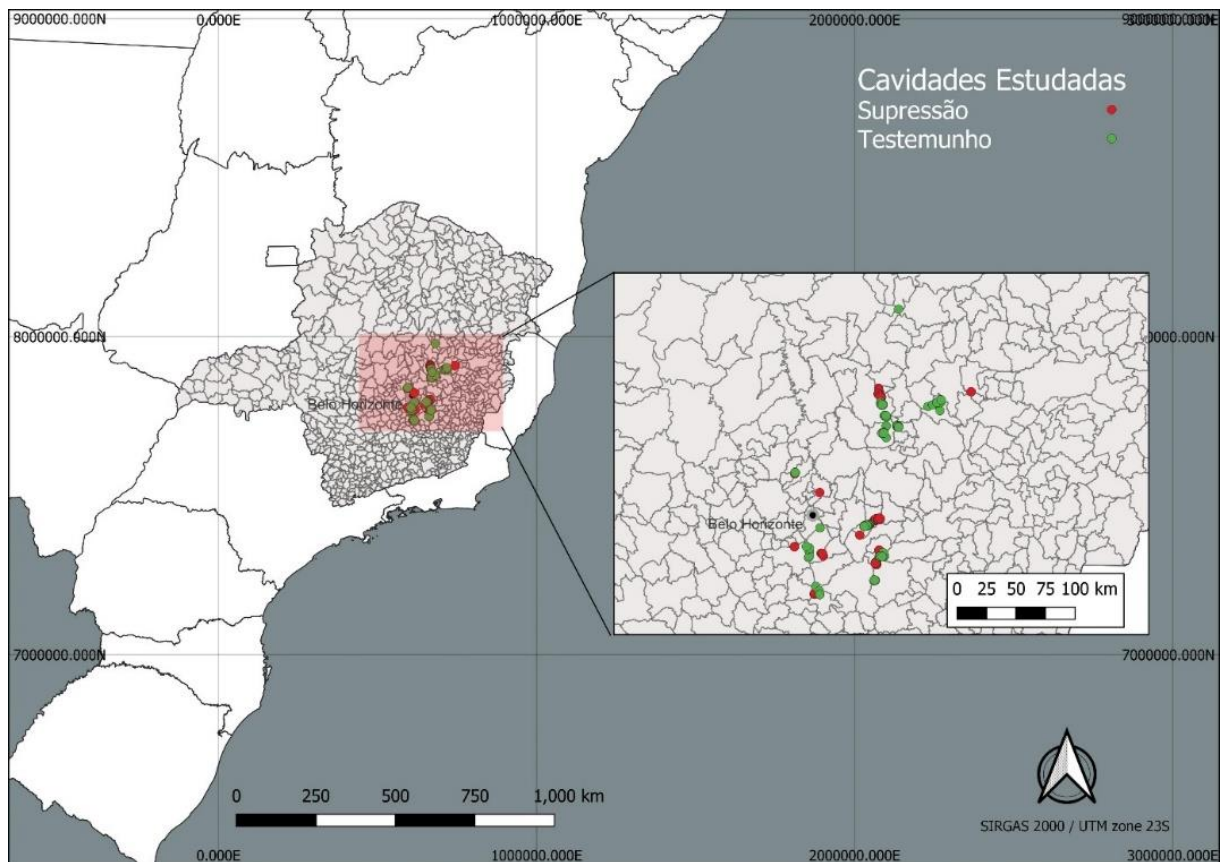 9000000.000N
0.000E
1000000.000E
2000000.000E
Cavidades Estudadas
Supressão
Testemunho
8000000.000N
Belo Horizonte
Belo Horizonte
0 25 50 75 100 km
7000000.000N
7000000.000N
0 250 500 750 1,000 km
SIRGAS 2000 / UTM zone 23S
0.000E
1000000.000E
2000000.000E
3000000.000E